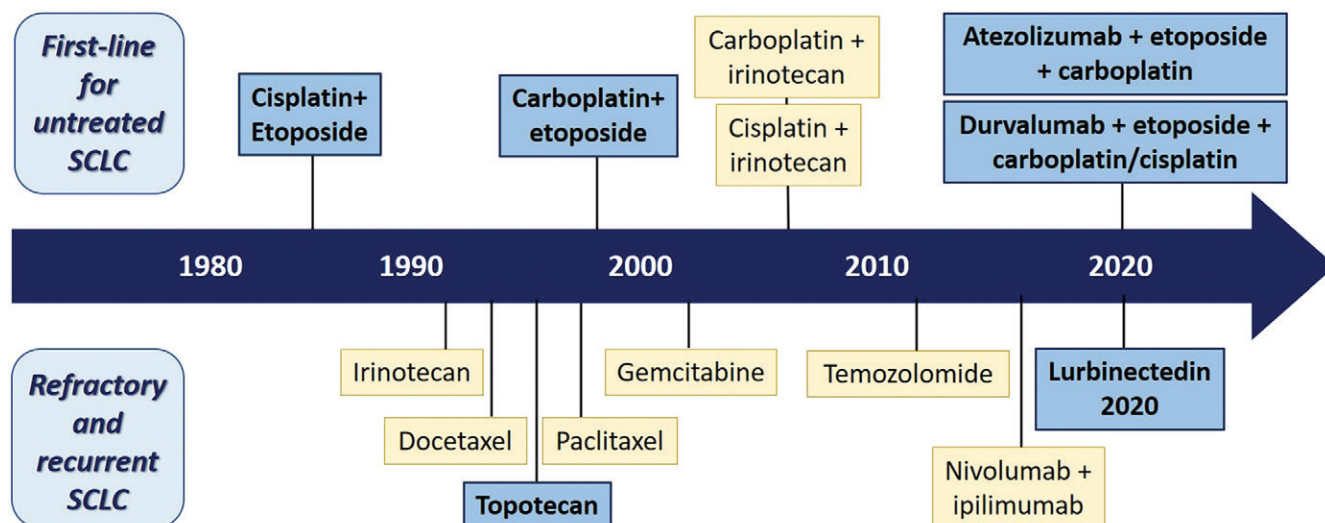 First-line
for
untreated
SCLC
Cisplatin+
Etoposide
Carboplatin+
etoposide
Carboplatin +
irinotecan
Cisplatin +
irinotecan
Atezolizumab + etoposide
+ carboplatin
Durvalumab + etoposide +
carboplatin/cisplatin
1980 1990 2000 2010 2020
Refractory
and
recurrent
SCLC
Irinotecan
Docetaxel
Topotecan
Paclitaxel
Gemcitabine
Temozolomide
Nivolumab +
ipilimumab
Lurbinectedin
2020